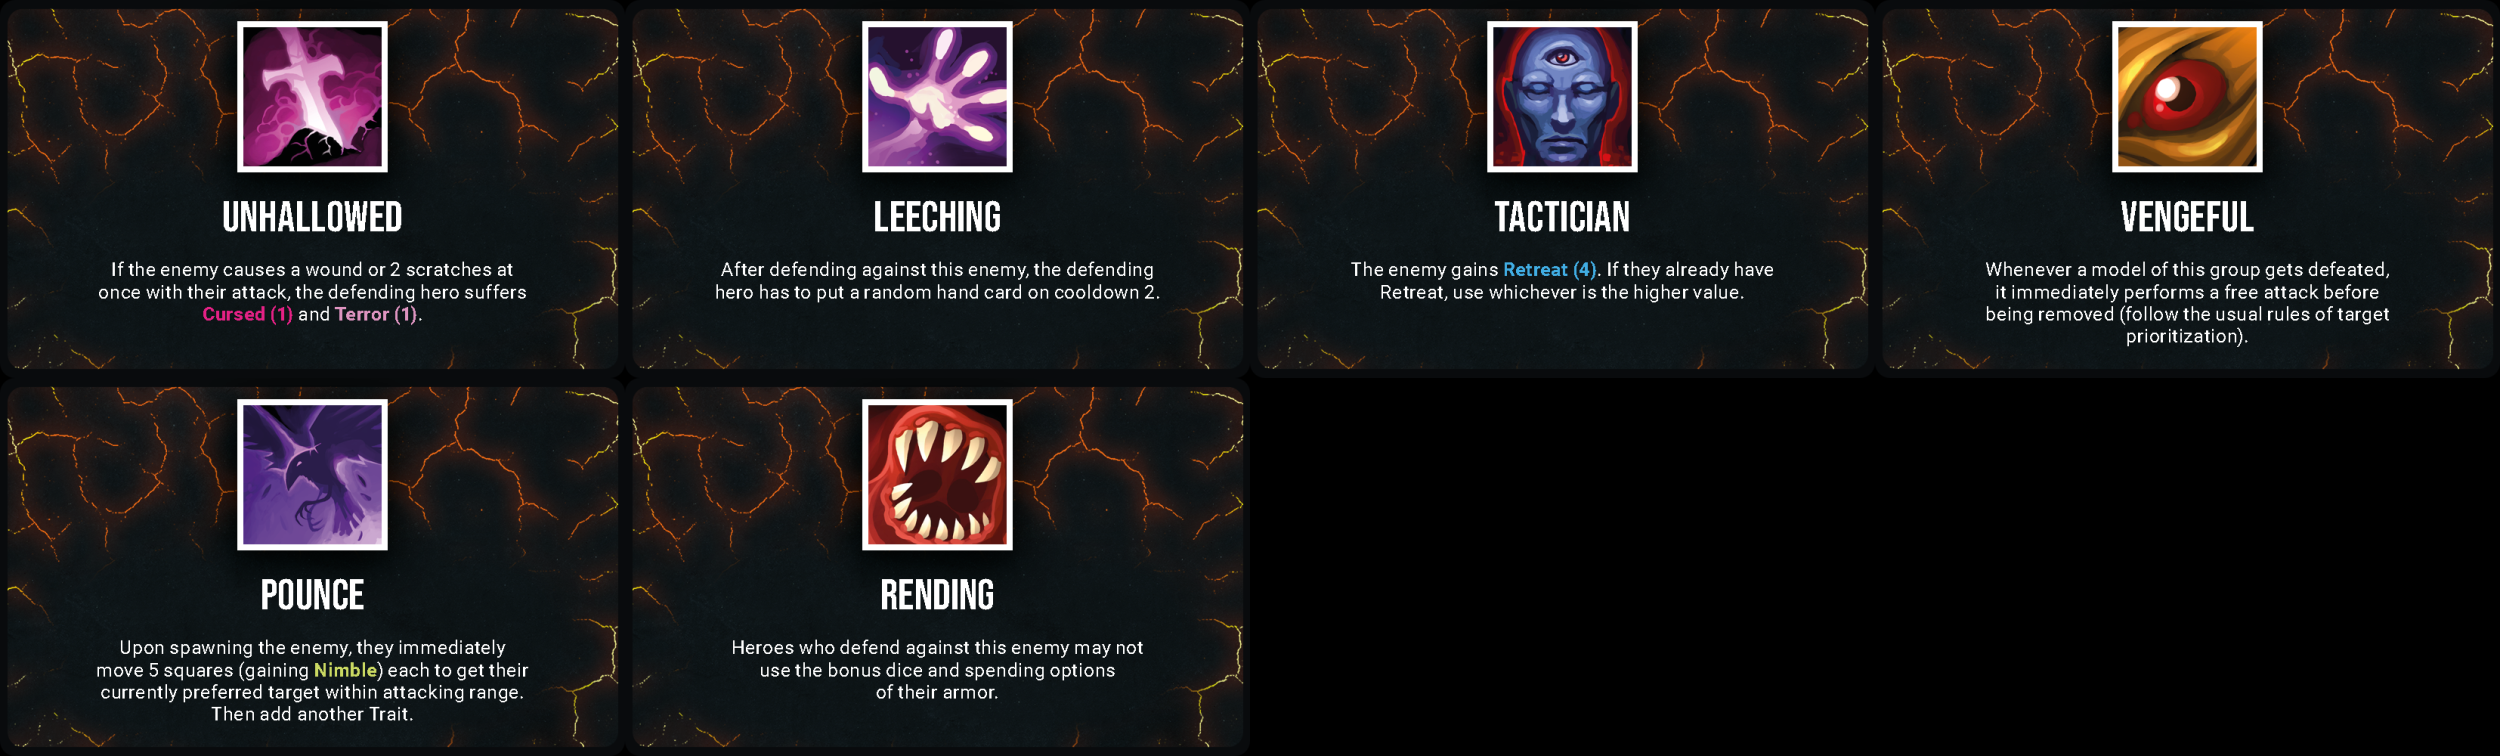 UNHALLOWED
If the enemy causes a wound or 2 scratches at
once with their attack, the defending hero suffers
Cursed (1) and Terror (1).
LEECHING
After defending against this enemy, the defending
hero has to put a random hand card on cooldown 2.
TACTICIAN
The enemy gains Retreat (4). If they already have
Retreat, use whichever is the higher value.
VENGEFUL
Whenever a model of this group gets defeated,
it immediately performs a free attack before
being removed (follow the usual rules of target
prioritization).
POUNCE
Upon spawning the enemy, they immediately
move 5 squares (gaining Nimble) each to get their
currently preferred target within attacking range.
Then add another Trait.
RENDING
Heroes who defend against this enemy may not
use the bonus dice and spending options
of their armor.